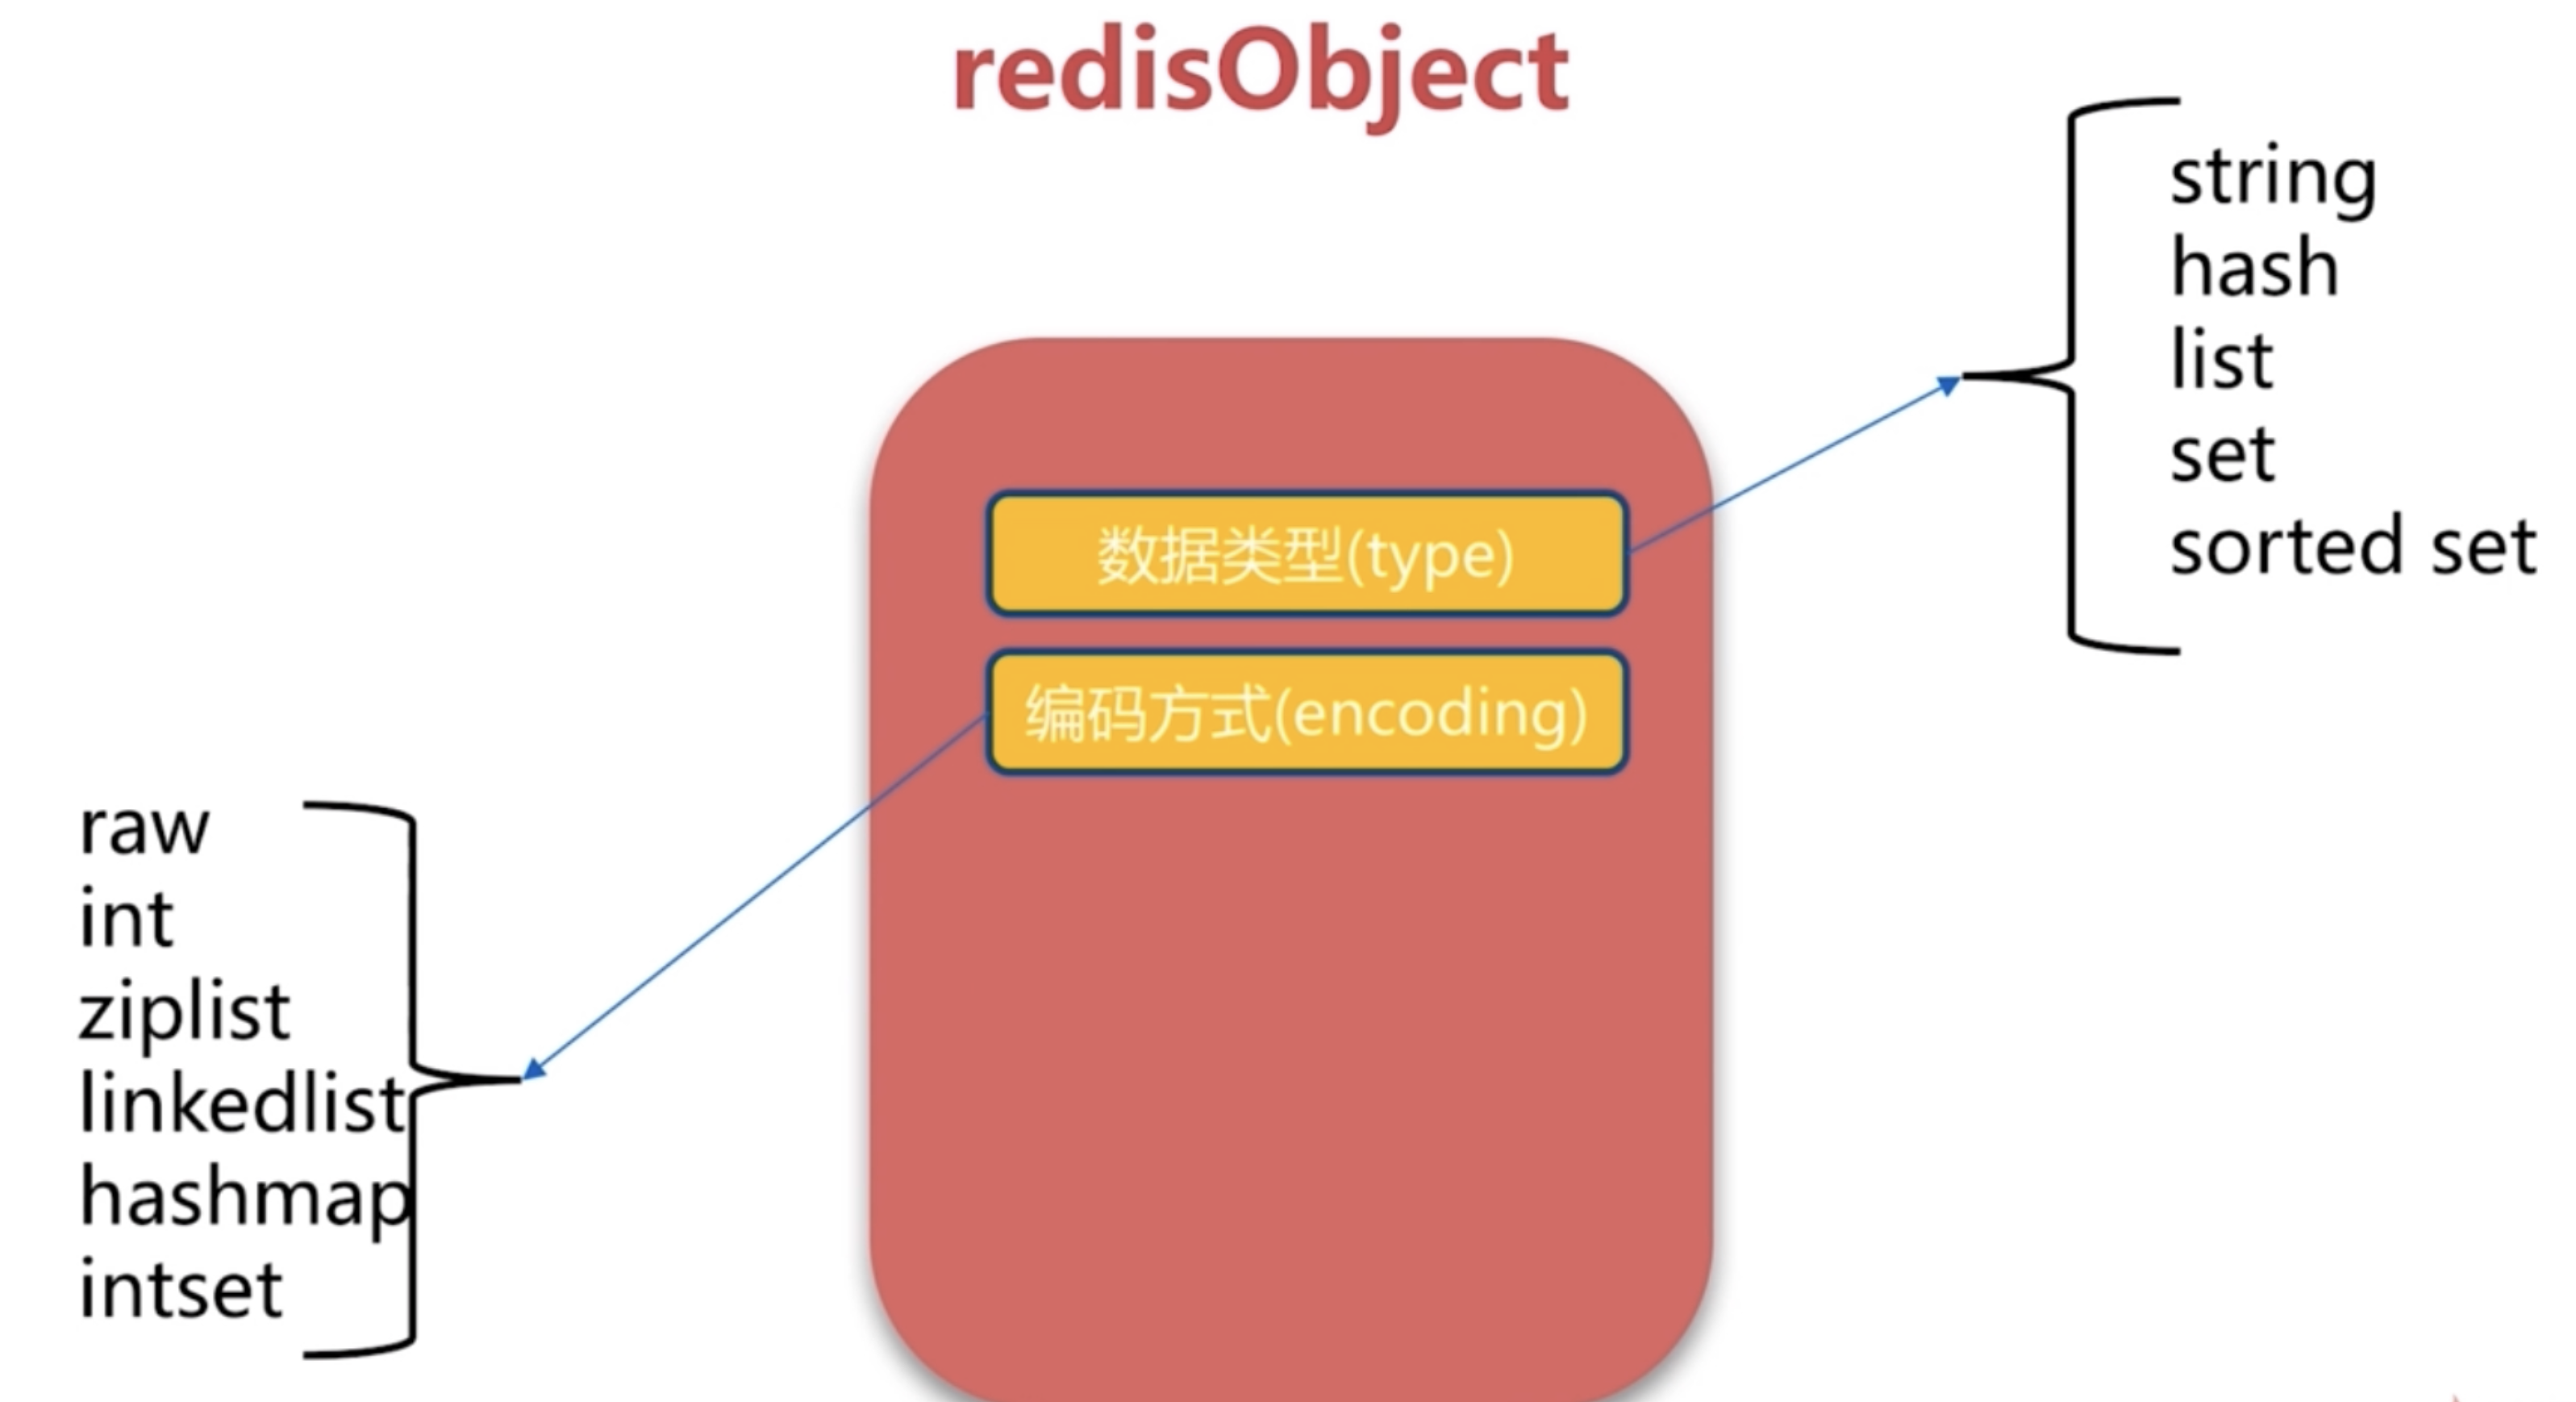 redisObject
string
hash
list
set
sorted set
数据类型(type)
编码方式(encoding)
raw
int
ziplist
linkedlist
hashmap
intset